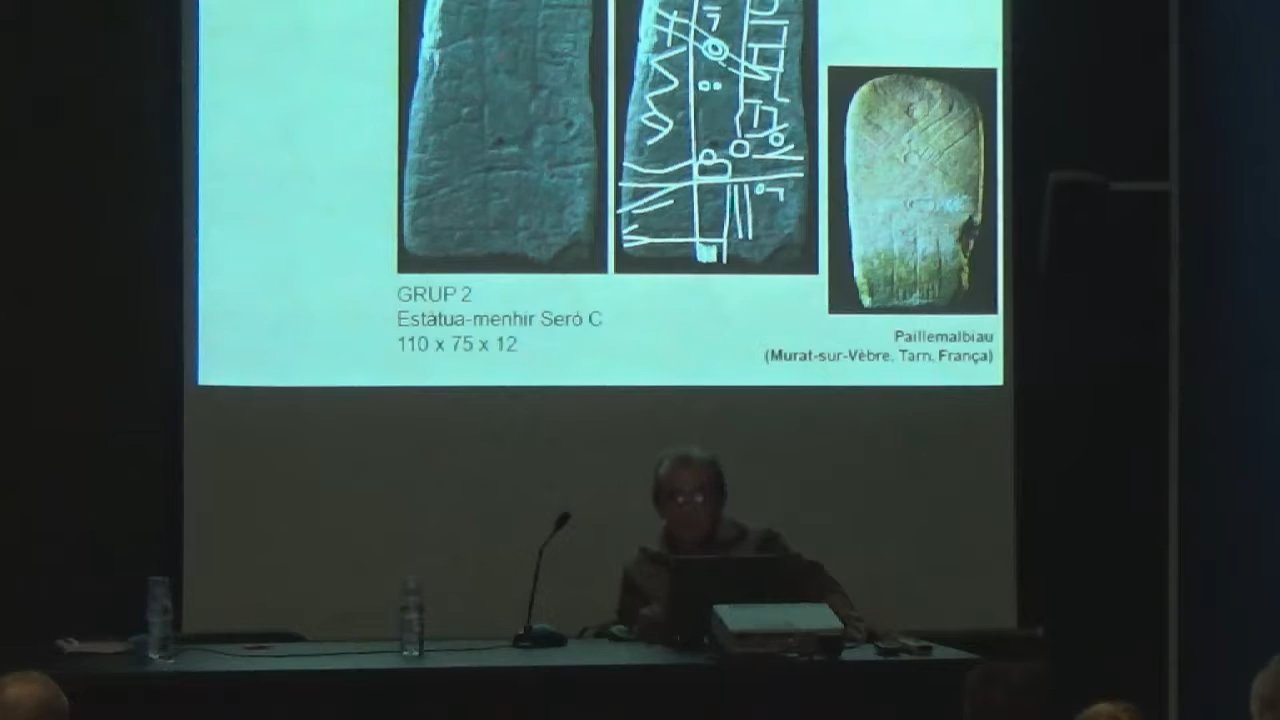 GRUP 2
Estàtua-menhir Seró C
110 x 75 x 12
Paillemalbiau
(Murat-sur-Vèbre, Tarn, França)